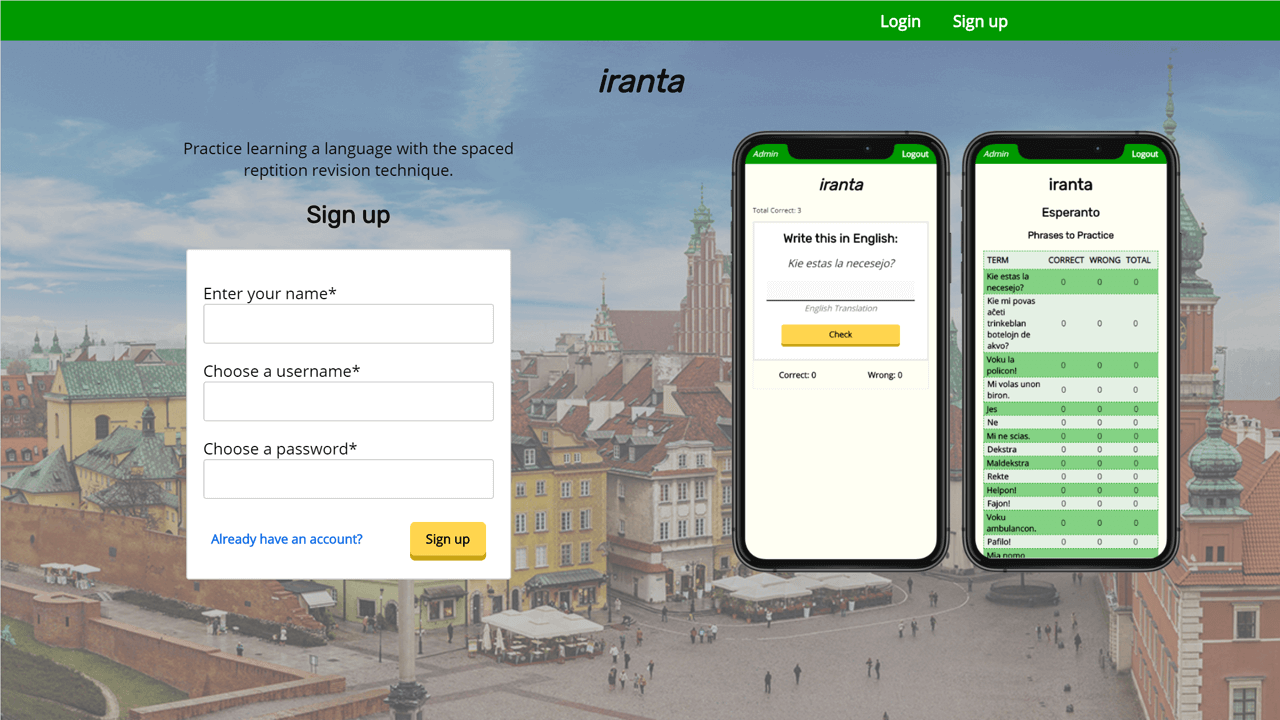 Login Sign up
iranta
Practice learning a language with the spaced
reptition revision technique.
Sign up
Enter your name*
Choose a username*
Choose a password*
Already have an account? Sign up
Admin Logout
iranta
Total Correct: 3
Write this in English:
Kie estas la necesejo?
English Translation
Check
Correct: 0 Wrong: 0
Admin Logout
iranta
Esperanto
Phrases to Practice
TERM CORRECT WRONG TOTAL
Kie estas la
necesejo? 0 0 0
Kie mi povas
aĉeti
trinkeblan 0 0 0
botelojn de
akvo?
Voku la
policon! 0 0 0
Mi volas unon
biron. 0 0 0
Jes 0 0 0
Ne 0 0 0
Mi ne scias. 0 0 0
Dekstra 0 0 0
Maldekstra 0 0 0
Rekte 0 0 0
Helpon! 0 0 0
Fajon! 0 0 0
Voku
ambulancon. 0 0 0
Pafilo! 0 0 0
Mia nomo